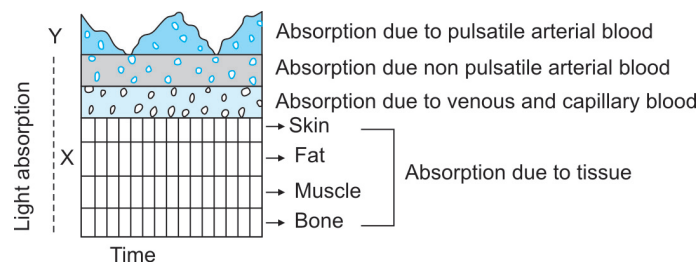 Y
Absorption due to pulsatile arterial blood
Absorption due non pulsatile arterial blood
Absorption due to venous and capillary blood
Light absorption
X
Skin
Fat
Muscle
Bone
Absorption due to tissue
Time